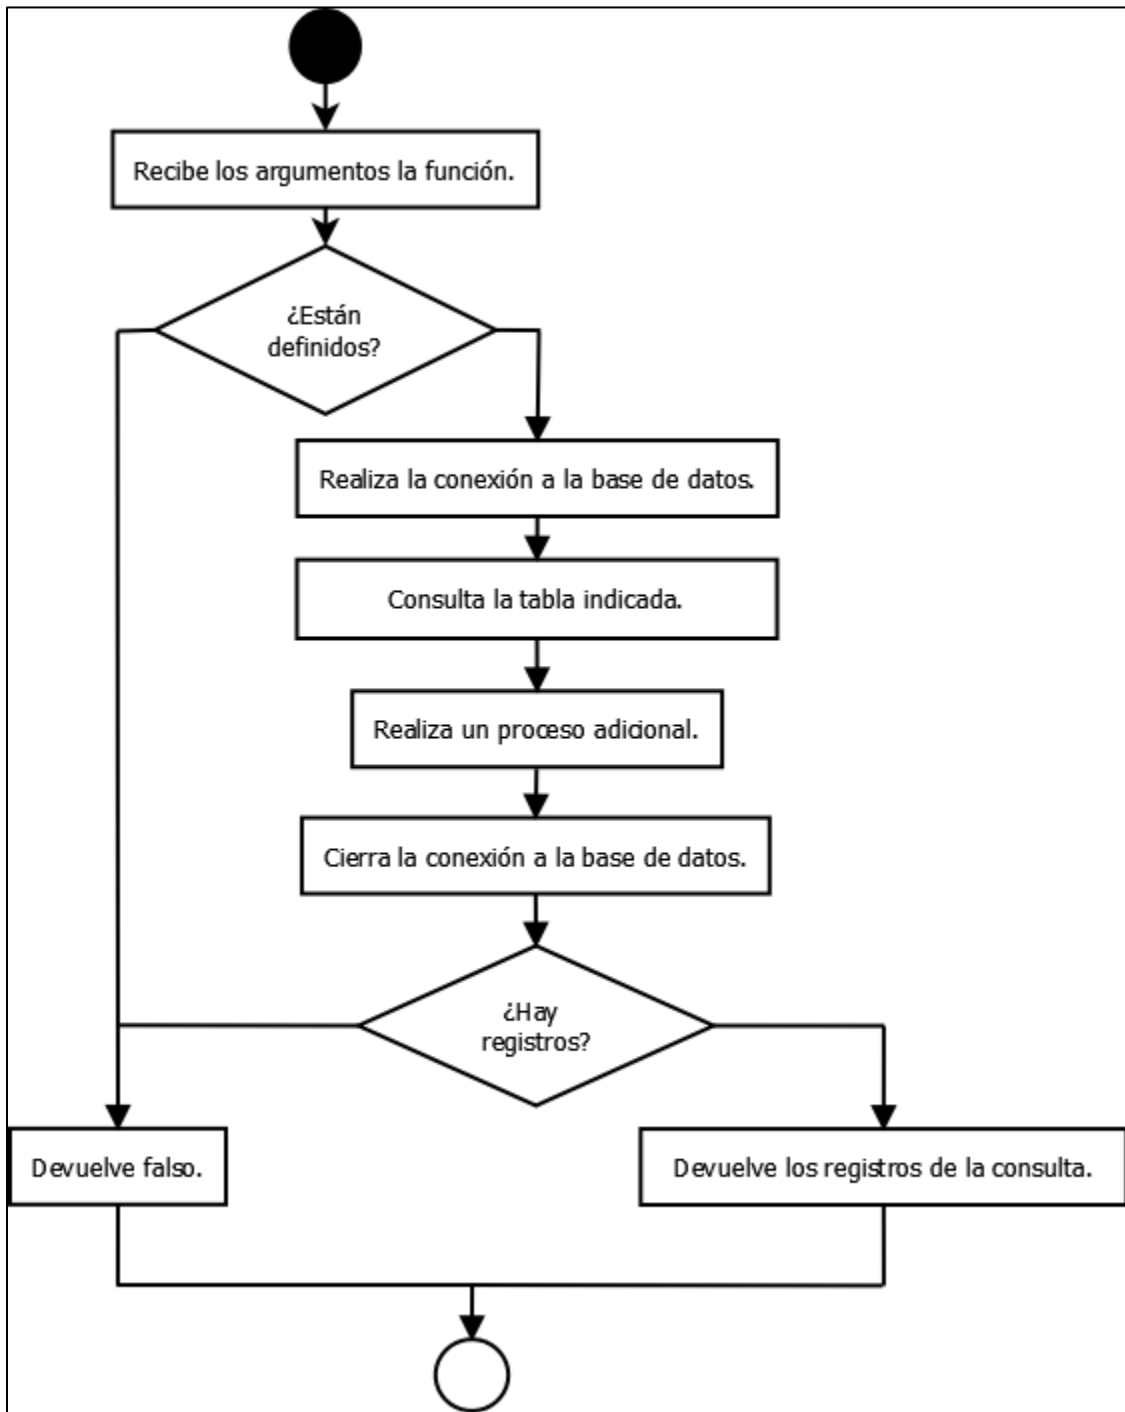 Recibe los argumentos la función.
¿Están
definidos?
Realiza la conexión a la base de datos.
Consulta la tabla indicada.
Realiza un proceso adicional.
Cierra la conexión a la base de datos.
¿Hay
registros?
Devuelve falso.
Devuelve los registros de la consulta.